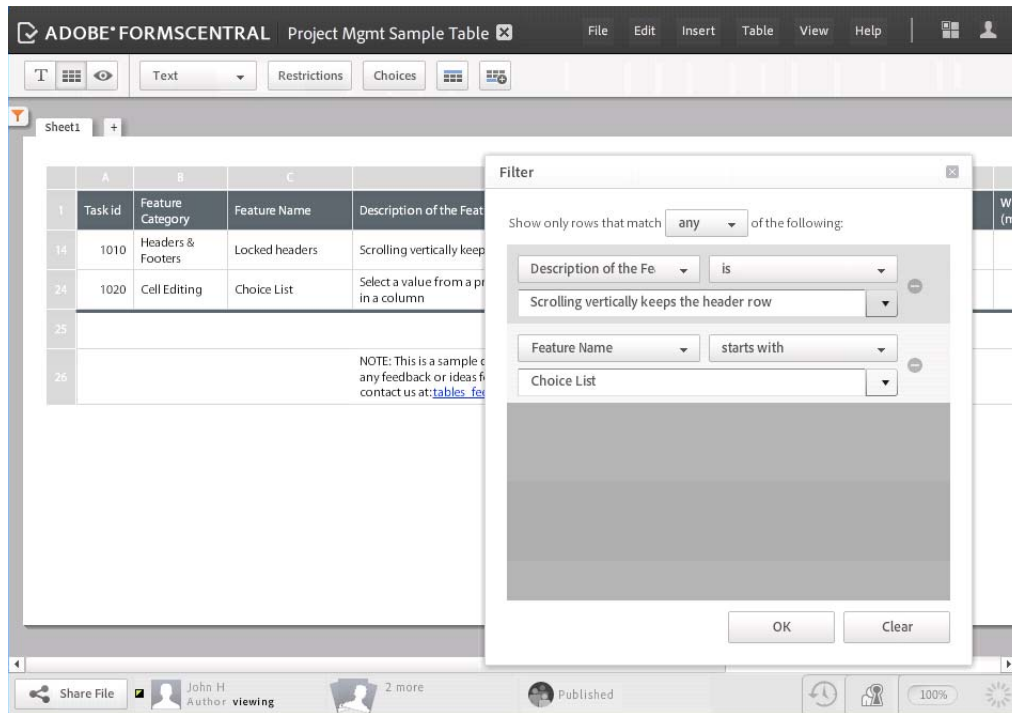 ADOBE® FORMSCENTRAL Project Mgmt Sample Table
File Edit Insert Table View Help
T Text Restrictions Choices
Sheet1 +
A B C
1 Task id Feature Category Feature Name Description of the Feat
14 1010 Headers & Footers Locked headers Scrolling vertically keep
24 1020 Cell Editing Choice List Select a value from a pr
in a column
25
26 NOTE: This is a sample
any feedback or ideas
contact us at:tables_fee
Filter
Show only rows that match any of the following:
Description of the Fe is
Scrolling vertically keeps the header row
Feature Name starts with
Choice List
OK Clear
Share File
John H
Author viewing
2 more
Published
100%